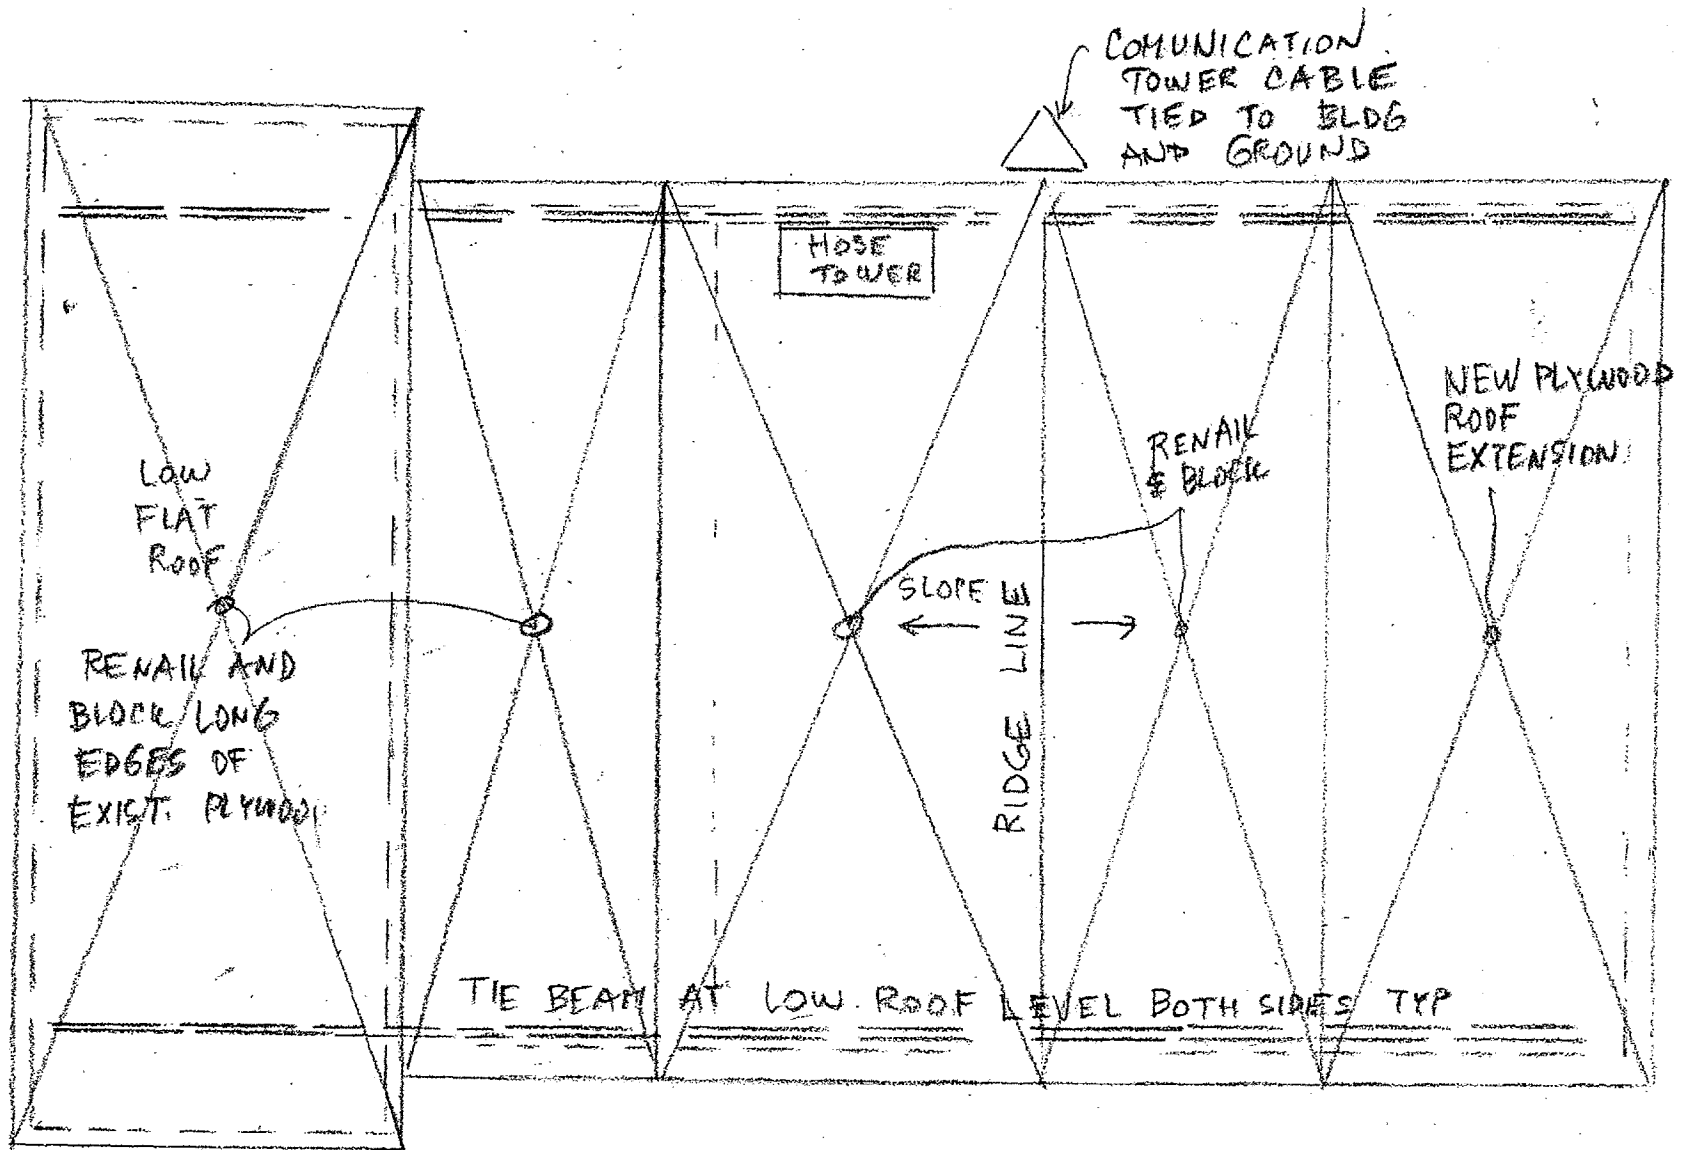 COMUNICATION
TOWER CABLE
TIED TO BLDG
AND GROUND
HOSE
TOWER
NEW PLYWOOD
ROOF
EXTENSION
RENAIL
& BLOCK
LOW
FLAT
ROOF
SLOPE
RIDGE LINE
RENAIL AND
BLOCK LONG
EDGES OF
EXIST. PLYWOOD
TIE BEAM AT LOW ROOF LEVEL BOTH SIDES TYP